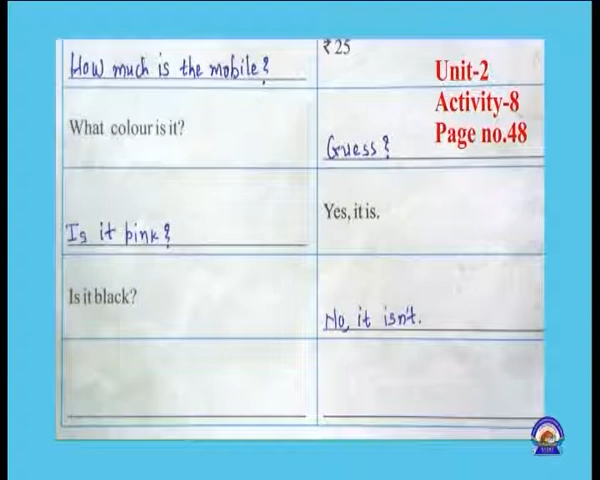 ₹ 25
How much is the mobile?
Unit-2
Activity-8
Page no.48
What colour is it?
Guess?
Yes, it is.
Is it pink?
Is it black?
No, it isn't.